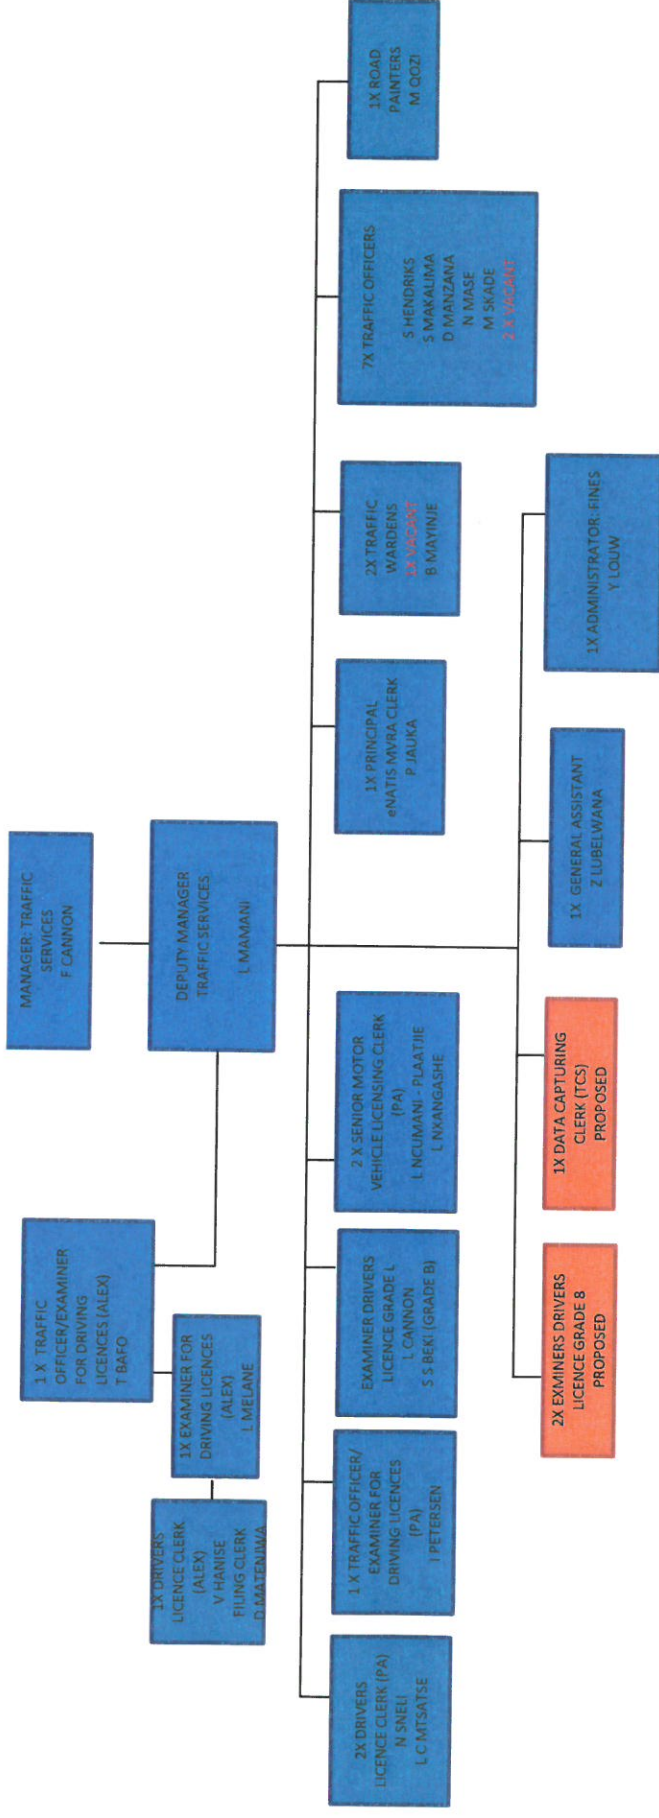 MANAGER: TRAFFIC
SERVICES
F CANNON
DEPUTY MANAGER
TRAFFIC SERVICES
L MAMANI
1 X TRAFFIC
OFFICER/EXAMINER
FOR DRIVING
LICENCES (ALEX)
T BAFO
1X EXAMINER FOR
DRIVING LICENCES
(ALEX)
L MELANE
1X DRIVERS
LICENCE CLERK
(ALEX)
V HANISE
FILING CLERK
D MATENJWA
2X DRIVERS
LICENCE CLERK (PA)
N SNELI
L C MTSATSE
1 X TRAFFIC OFFICER/
EXAMINER FOR
DRIVING LICENCES
(PA)
I PETERSEN
EXAMINER DRIVERS
LICENCE GRADE L
L CANNON
S S BEKI (GRADE B)
2 X SENIOR MOTOR
VEHICLE LICENSING CLERK
(PA)
L NCUMANI - PLAATJIE
L NXANGASHE
1X PRINCIPAL
eNATIS MVRA CLERK
P JAUKA
2X TRAFFIC
WARDENS
1X VACANT
B MAYINJE
7X TRAFFIC OFFICERS
S HENDRIKS
S MAKALIMA
D MANZANA
N MASE
M SKADE
2 X VACANT
1X ROAD
PAINTERS
M QOZI
2X EXMINERS DRIVERS
LICENCE GRADE 8
PROPOSED
1X DATA CAPTURING
CLERK (TCS)
PROPOSED
1X GENERAL ASSISTANT
Z LUBELWANA
1X ADMINISTRATOR: FINES
Y LOUW